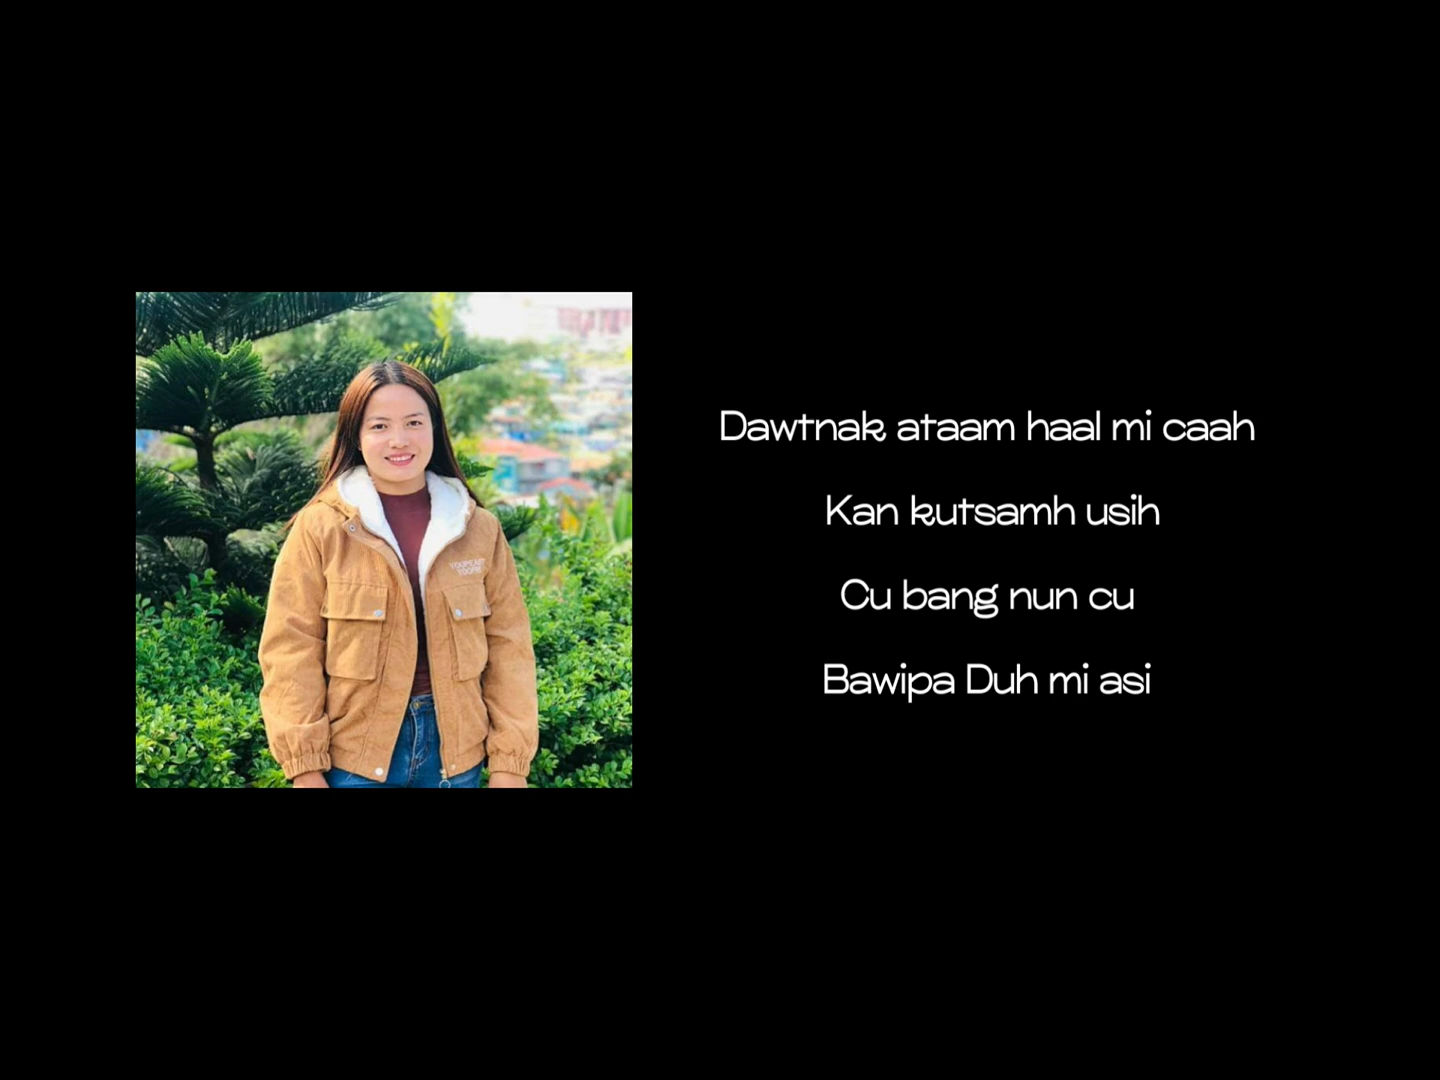 Dawtnak ataam haal mi caah
Kan kutsamh usih
Cu bang nun cu
Bawipa Duh mi asi